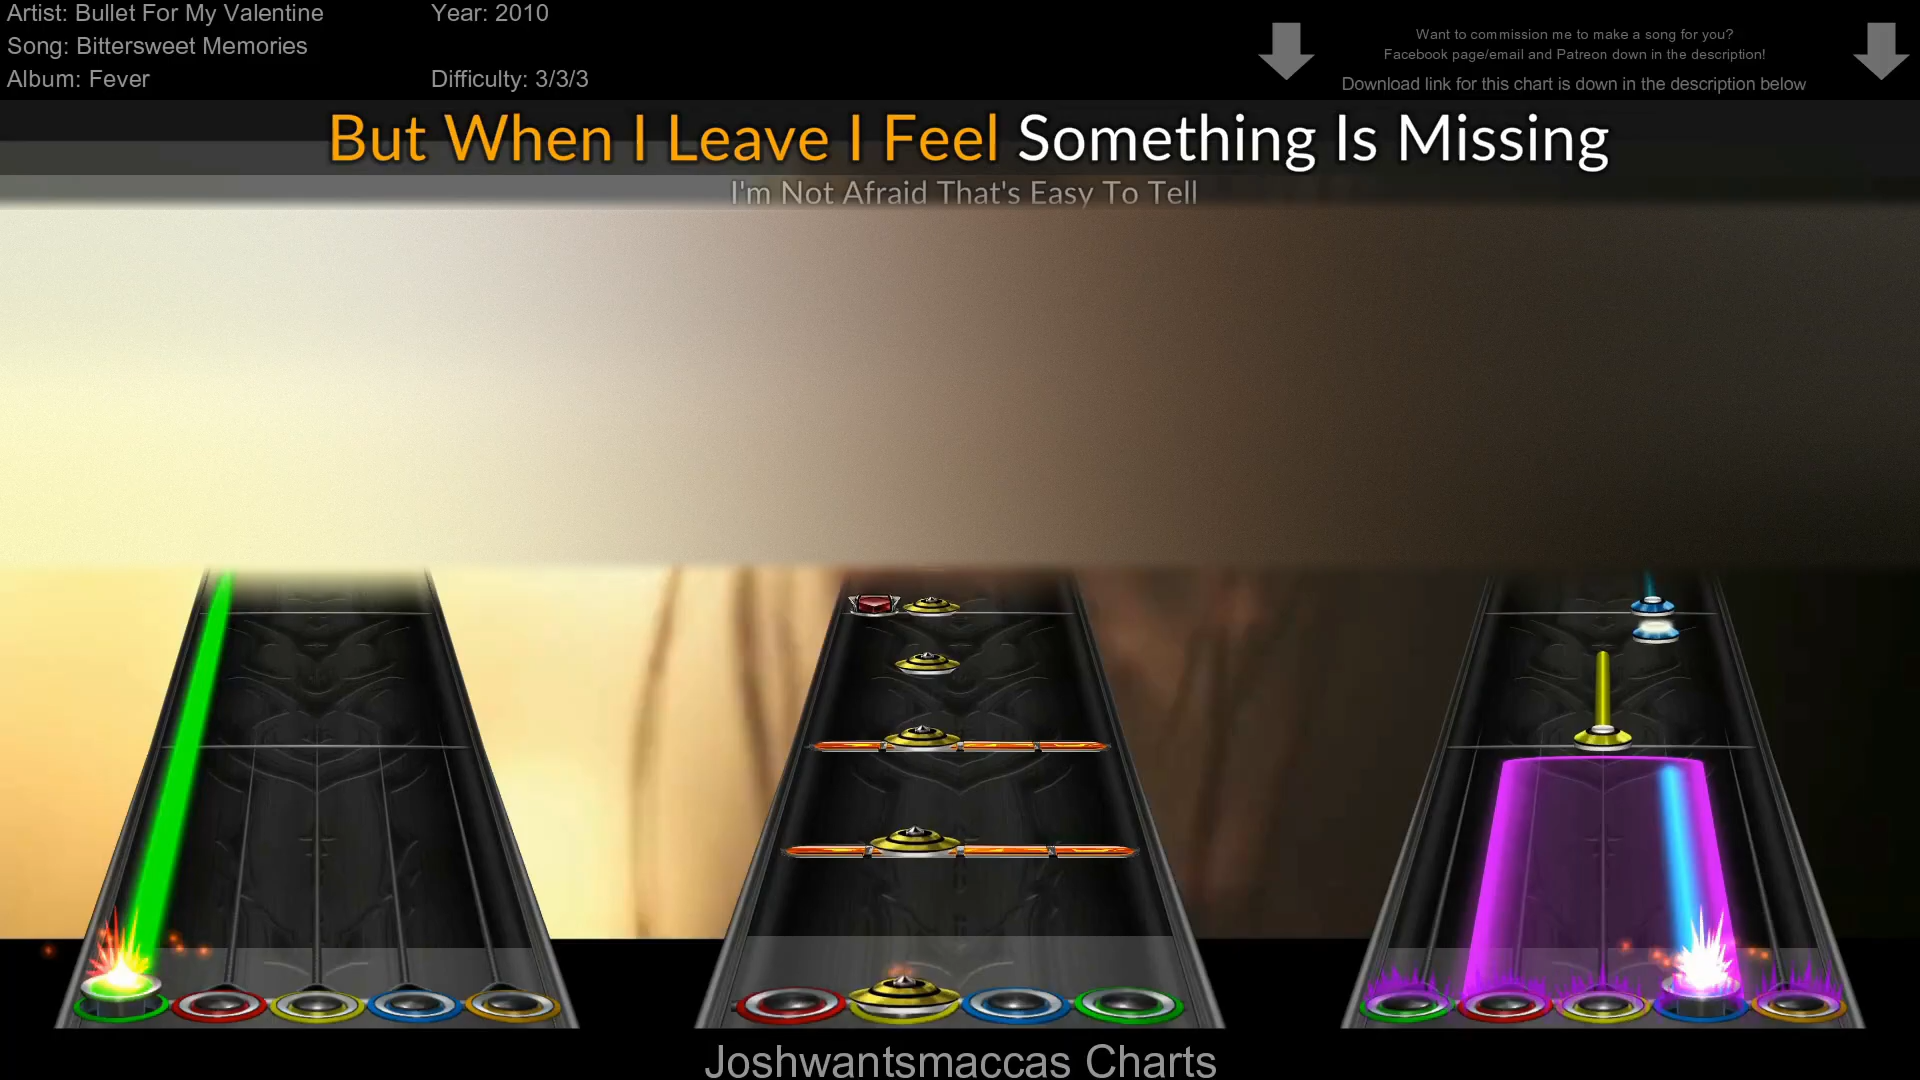 Artist: Bullet For My Valentine
Year: 2010
Song: Bittersweet Memories
Album: Fever
Difficulty: 3/3/3
Want to commission me to make a song for you?
Facebook page/email and Patreon down in the description!
Download link for this chart is down in the description below
But When I Leave I Feel Something Is Missing
I'm Not Afraid That's Easy To Tell
Joshwantsmaccas Charts